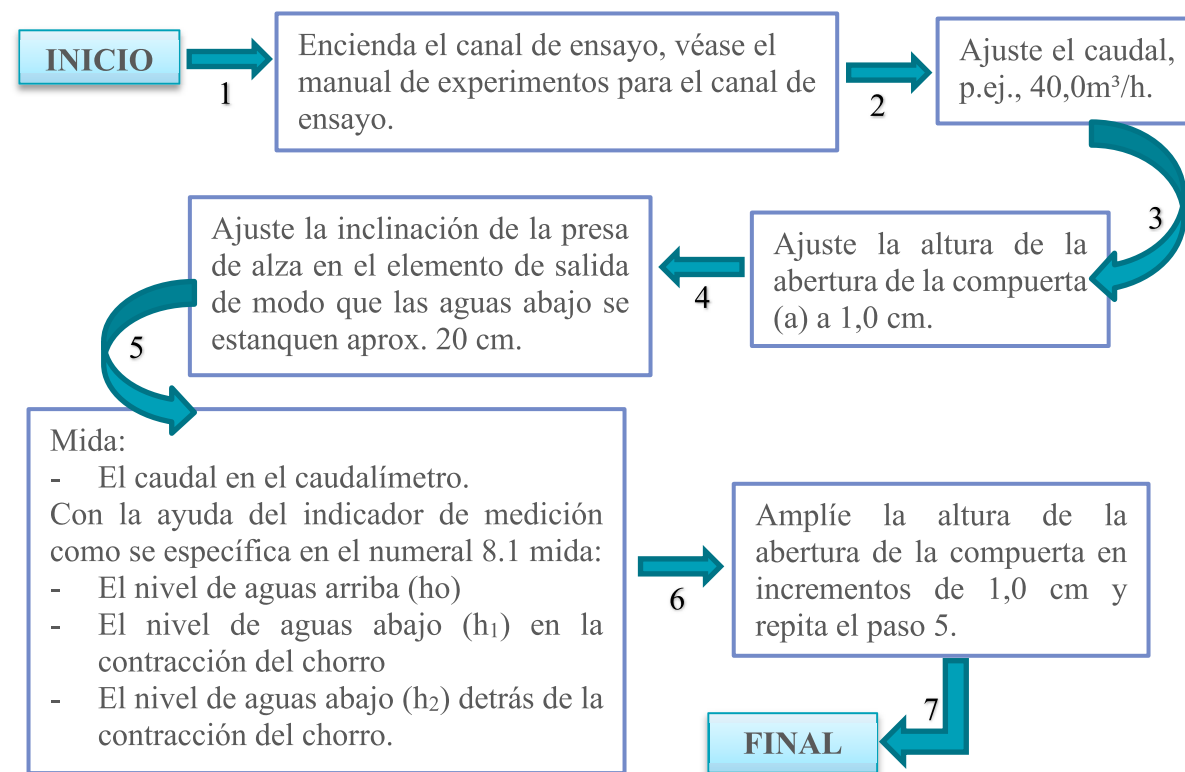 INICIO
1
Encienda el canal de ensayo, véase el
manual de experimentos para el canal de
ensayo.
2
Ajuste el caudal,
p.ej., 40,0m³/h.
3
Ajuste la altura de la
abertura de la compuerta
(a) a 1,0 cm.
4
Ajuste la inclinación de la presa
de alza en el elemento de salida
de modo que las aguas abajo se
estanquen aprox. 20 cm.
5
Mida:
- El caudal en el caudalímetro.
Con la ayuda del indicador de medición
como se específica en el numeral 8.1 mida:
- El nivel de aguas arriba (ho)
- El nivel de aguas abajo (h₁) en la
contracción del chorro
- El nivel de aguas abajo (h₂) detrás de la
contracción del chorro.
6
Amplíe la altura de la
abertura de la compuerta en
incrementos de 1,0 cm y
repita el paso 5.
7
FINAL